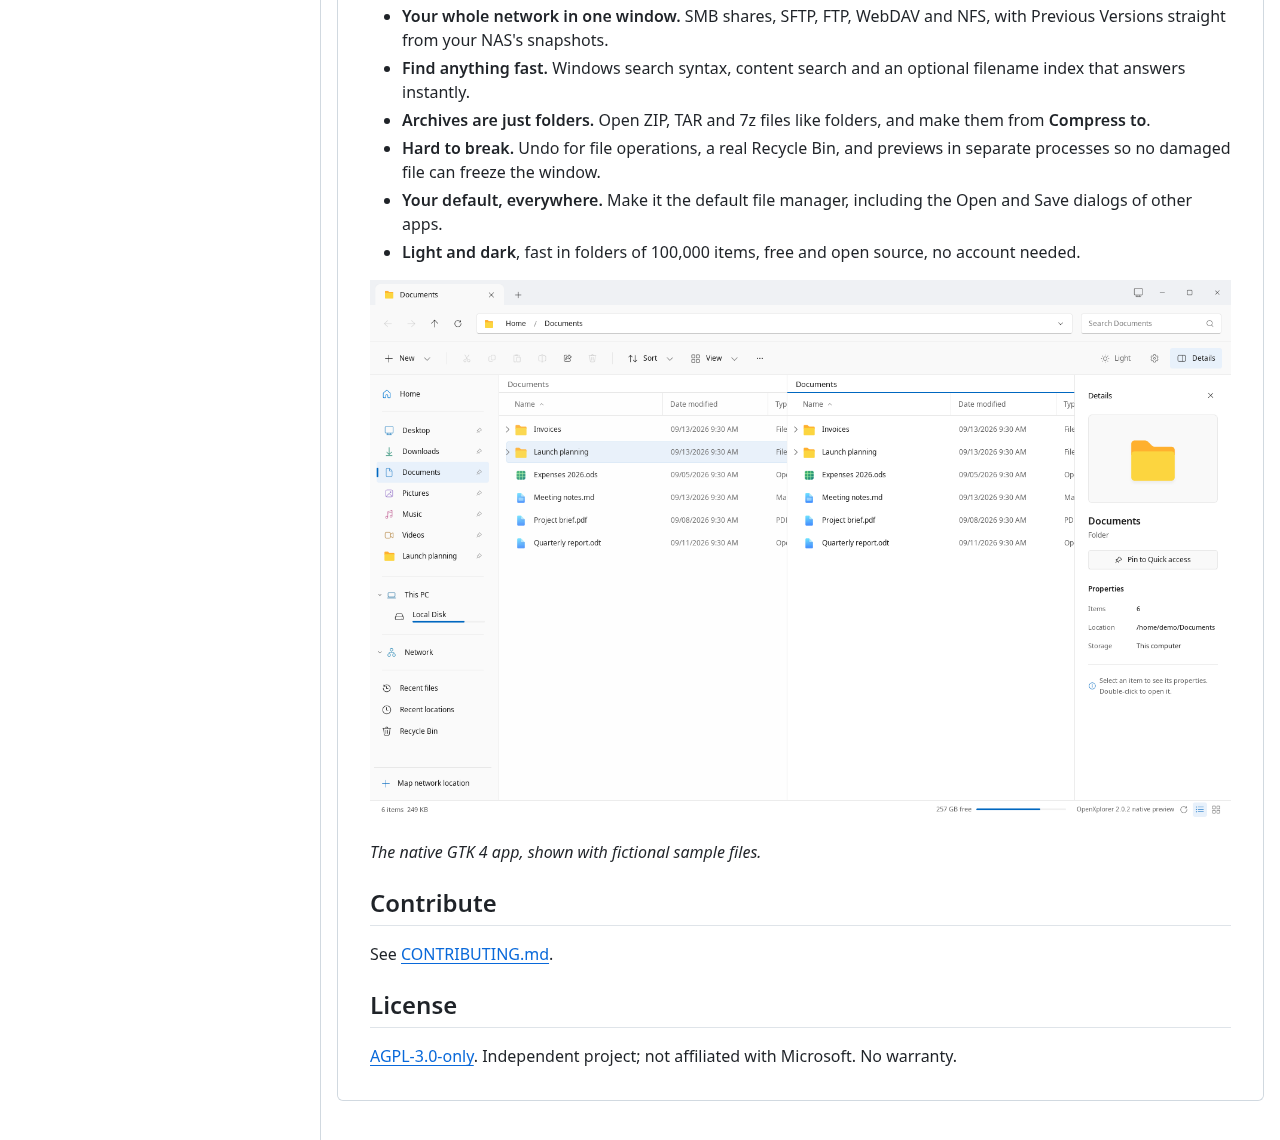 Your whole network in one window. SMB shares, SFTP, FTP, WebDAV and NFS, with Previous Versions straight
from your NAS's snapshots.
Find anything fast. Windows search syntax, content search and an optional filename index that answers
instantly.
Archives are just folders. Open ZIP, TAR and 7z files like folders, and make them from Compress to.
Hard to break. Undo for file operations, a real Recycle Bin, and previews in separate processes so no damaged
file can freeze the window.
Your default, everywhere. Make it the default file manager, including the Open and Save dialogs of other
apps.
Light and dark, fast in folders of 100,000 items, free and open source, no account needed.
Documents
Home / Documents
Search Documents
New
Sort
View
Light
Details
Home
Desktop
Downloads
Documents
Pictures
Music
Videos
Launch planning
This PC
Local Disk
Network
Recent files
Recent locations
Recycle Bin
Map network location
Documents
Name Date modified Typ
Invoices 09/13/2026 9:30 AM File
Launch planning 09/13/2026 9:30 AM File
Expenses 2026.ods 09/05/2026 9:30 AM Ope
Meeting notes.md 09/13/2026 9:30 AM Ma
Project brief.pdf 09/08/2026 9:30 AM PDI
Quarterly report.odt 09/11/2026 9:30 AM Ope
Documents
Name Date modified Typ
Invoices 09/13/2026 9:30 AM File
Launch planning 09/13/2026 9:30 AM File
Expenses 2026.ods 09/05/2026 9:30 AM Op
Meeting notes.md 09/13/2026 9:30 AM Ma
Project brief.pdf 09/08/2026 9:30 AM PD
Quarterly report.odt 09/11/2026 9:30 AM Op
Details
Documents
Folder
Pin to Quick access
Properties
Items 6
Location /home/demo/Documents
Storage This computer
Select an item to see its properties.
Double-click to open it.
6 items 249 KB
257 GB free
OpenXplorer 2.0.2 native preview
The native GTK 4 app, shown with fictional sample files.
Contribute
See CONTRIBUTING.md.
License
AGPL-3.0-only. Independent project; not affiliated with Microsoft. No warranty.